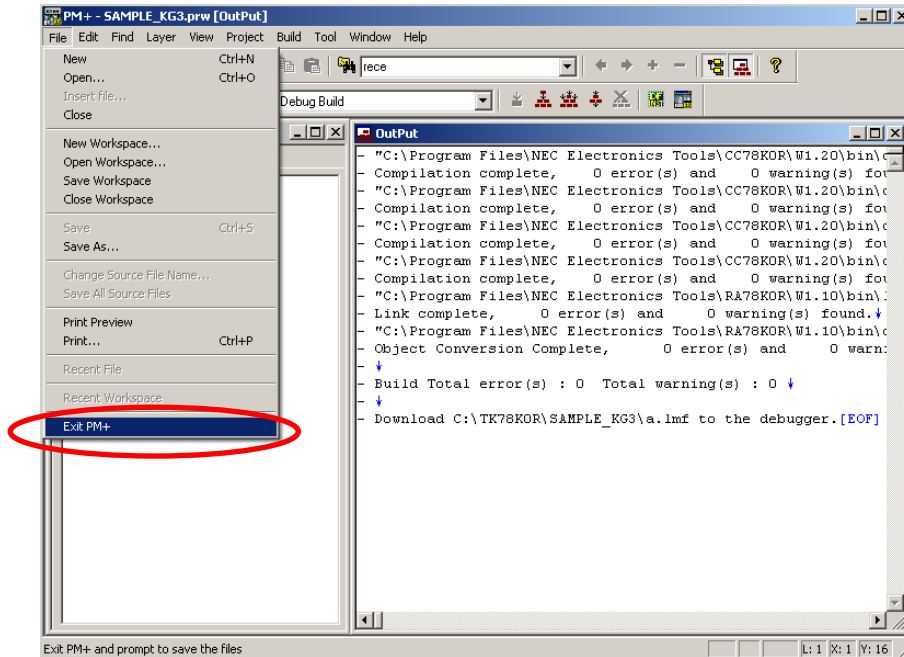 PM+ - SAMPLE_KG3.prw [OutPut]
File Edit Find Layer View Project Build Tool Window Help
New Ctrl+N
Open... Ctrl+O
Insert file...
Close
New Workspace...
Open Workspace...
Save Workspace
Close Workspace
Save Ctrl+S
Save As...
Change Source File Name...
Save All Source Files
Print Preview
Print... Ctrl+P
Recent File
Recent Workspace
Exit PM+
rece
Debug Build
OutPut
- "C:\Program Files\NEC Electronics Tools\CC78K0R\W1.20\bin\
- Compilation complete, 0 error(s) and 0 warning(s)
- "C:\Program Files\NEC Electronics Tools\CC78K0R\W1.20\bin\
- Compilation complete, 0 error(s) and 0 warning(s)
- "C:\Program Files\NEC Electronics Tools\CC78K0R\W1.20\bin\
- Compilation complete, 0 error(s) and 0 warning(s)
- "C:\Program Files\NEC Electronics Tools\CC78K0R\W1.20\bin\
- Compilation complete, 0 error(s) and 0 warning(s)
- "C:\Program Files\NEC Electronics Tools\RA78K0R\W1.10\bin\
- Link complete, 0 error(s) and 0 warning(s) found.↓
- "C:\Program Files\NEC Electronics Tools\RA78K0R\W1.10\bin\
- Object Conversion Complete, 0 error(s) and 0
- ↓
- Build Total error(s) : 0 Total warning(s) : 0 ↓
- ↓
- Download C:\TK78K0R\SAMPLE_KG3\a.lmf to the debugger.[EOF]
Exit PM+ and prompt to save the files
L: 1 X: 1 Y: 16